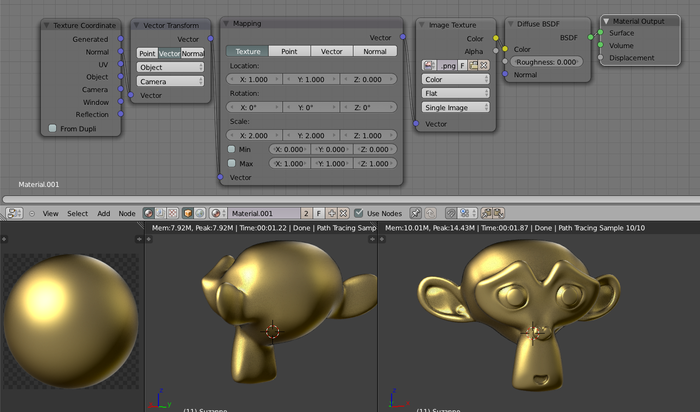 Texture Coordinate
Generated
Normal
UV
Object
Camera
Window
Reflection
From Dupli
Vector Transform
Vector
Point Vector Normal
Object
Camera
Vector
Mapping
Vector
Texture Point Vector Normal
Location:
X: 1.000 Y: 1.000 Z: 0.000
Rotation:
X: 0° Y: 0° Z: 0°
Scale:
X: 2.000 Y: 2.000 Z: 1.000
Min X: 0.000 Y: 0.000 Z: 0.000
Max X: 1.000 Y: 1.000 Z: 1.000
Vector
Image Texture
Color
Alpha
.png F
Color
Flat
Single Image
Vector
Diffuse BSDF
BSDF
Color
Roughness: 0.000
Normal
Material Output
Surface
Volume
Displacement
Material.001
View Select Add Node Material.001 2 F Use Nodes
Mem:7.92M, Peak:7.92M | Time:00:01.22 | Done | Path Tracing Samp
Mem:10.01M, Peak:14.43M | Time:00:01.87 | Done | Path Tracing Sample 10/10